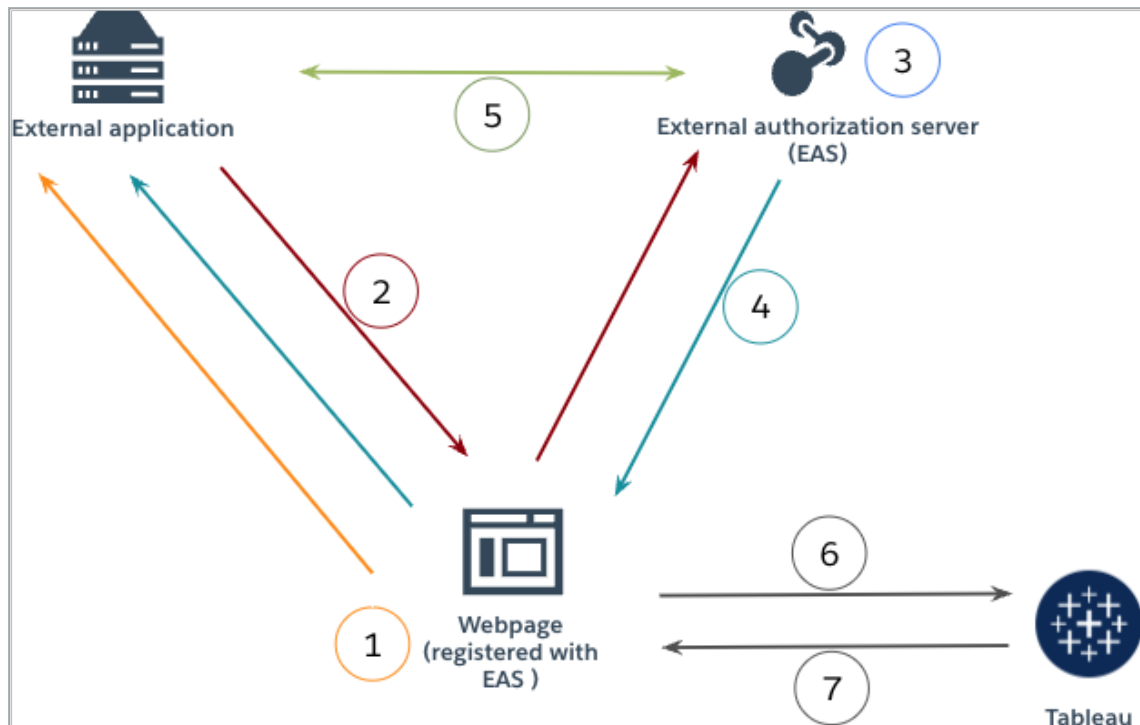 3
5
External application
External authorization server
(EAS)
2
4
6
1
Webpage
(registered with
EAS )
7
Tableau